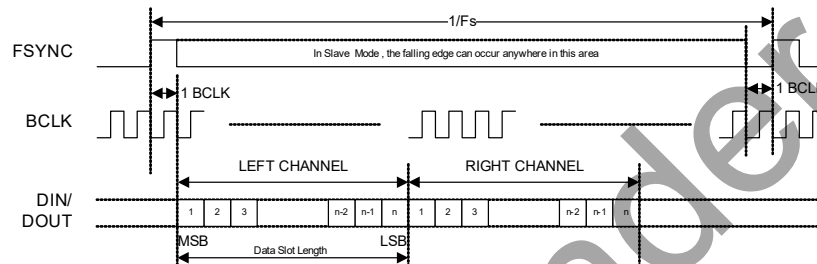 1/Fs
FSYNC
In Slave Mode , the falling edge can occur anywhere in this area
1 BCLK
1 BCL
BCLK
LEFT CHANNEL
RIGHT CHANNEL
DIN/
DOUT
1 2 3 n-2 n-1 n 1 2 3 n-2 n-1 n
MSB
LSB
Data Slot Length